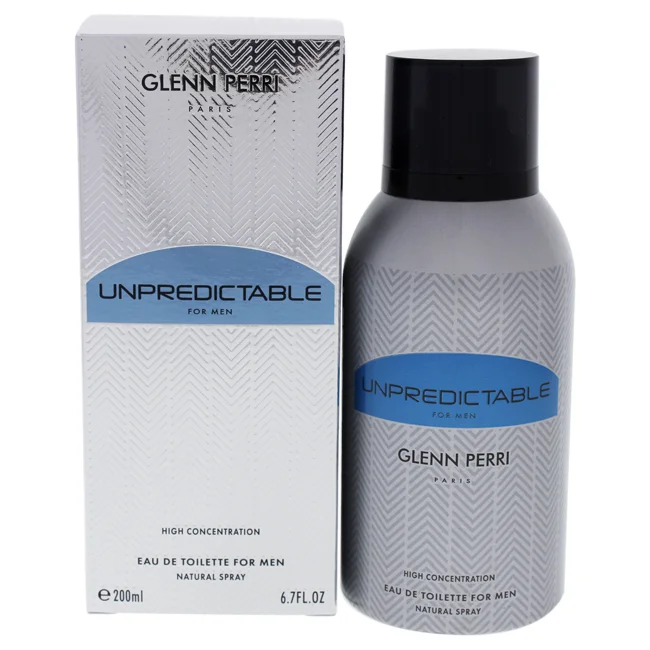 GLENN PERRI
PARIS
UNPREDICTABLE
FOR MEN
HIGH CONCENTRATION
EAU DE TOILETTE FOR MEN
NATURAL SPRAY
e 200ml 6.7FL.OZ
UNPREDICTABLE
FOR MEN
GLENN PERRI
PARIS
HIGH CONCENTRATION
EAU DE TOILETTE FOR MEN
NATURAL SPRAY